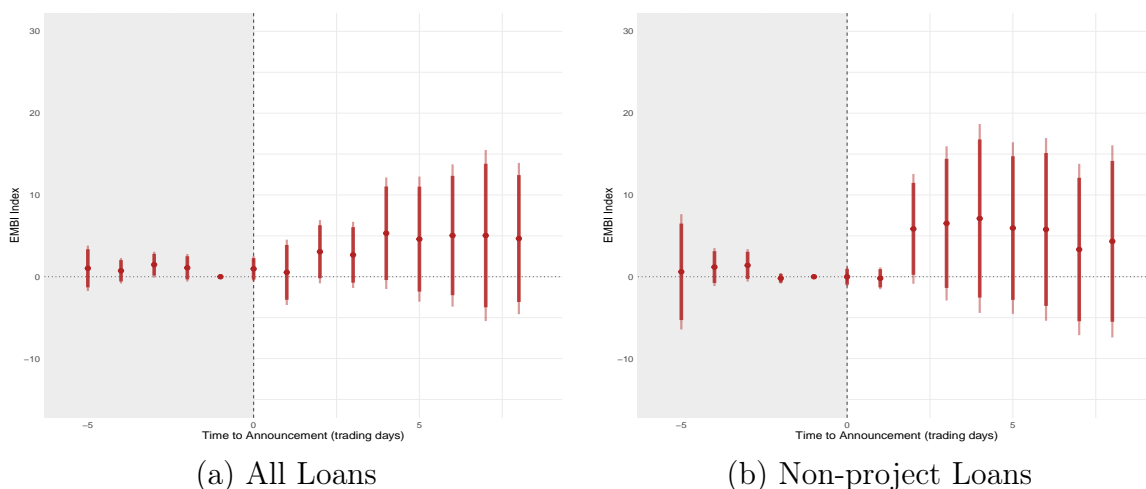 30
20
10
0
−10
EMBI Index
−5
0
5
Time to Announcement (trading days)
(a) All Loans
30
20
10
0
−10
EMBI Index
−5
0
5
Time to Announcement (trading days)
(b) Non-project Loans